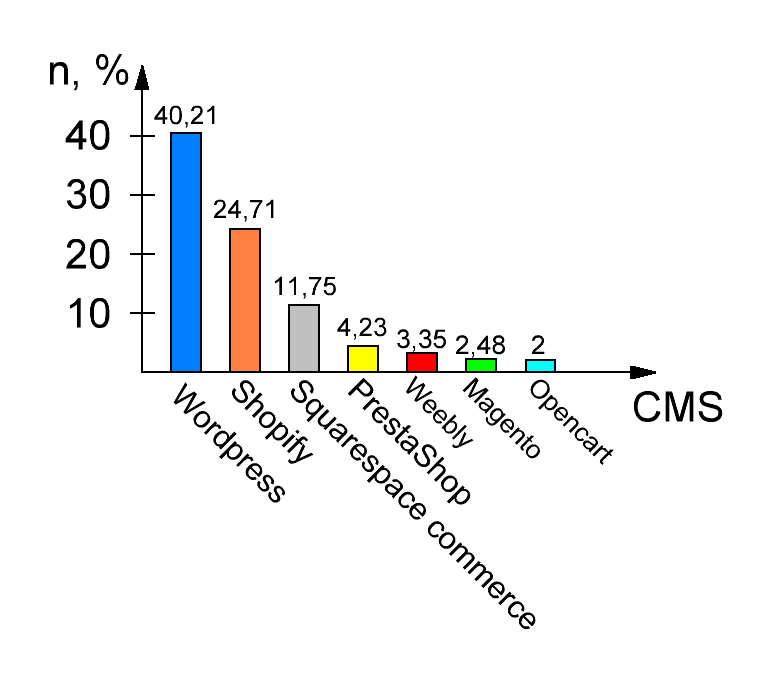 n, %
40
30
20
10
40,21
24,71
11,75
4,23
3,35
2,48
2
Wordpress
Shopify
Squarespace commerce
PrestaShop
Weebly
Magento
Opencart
CMS